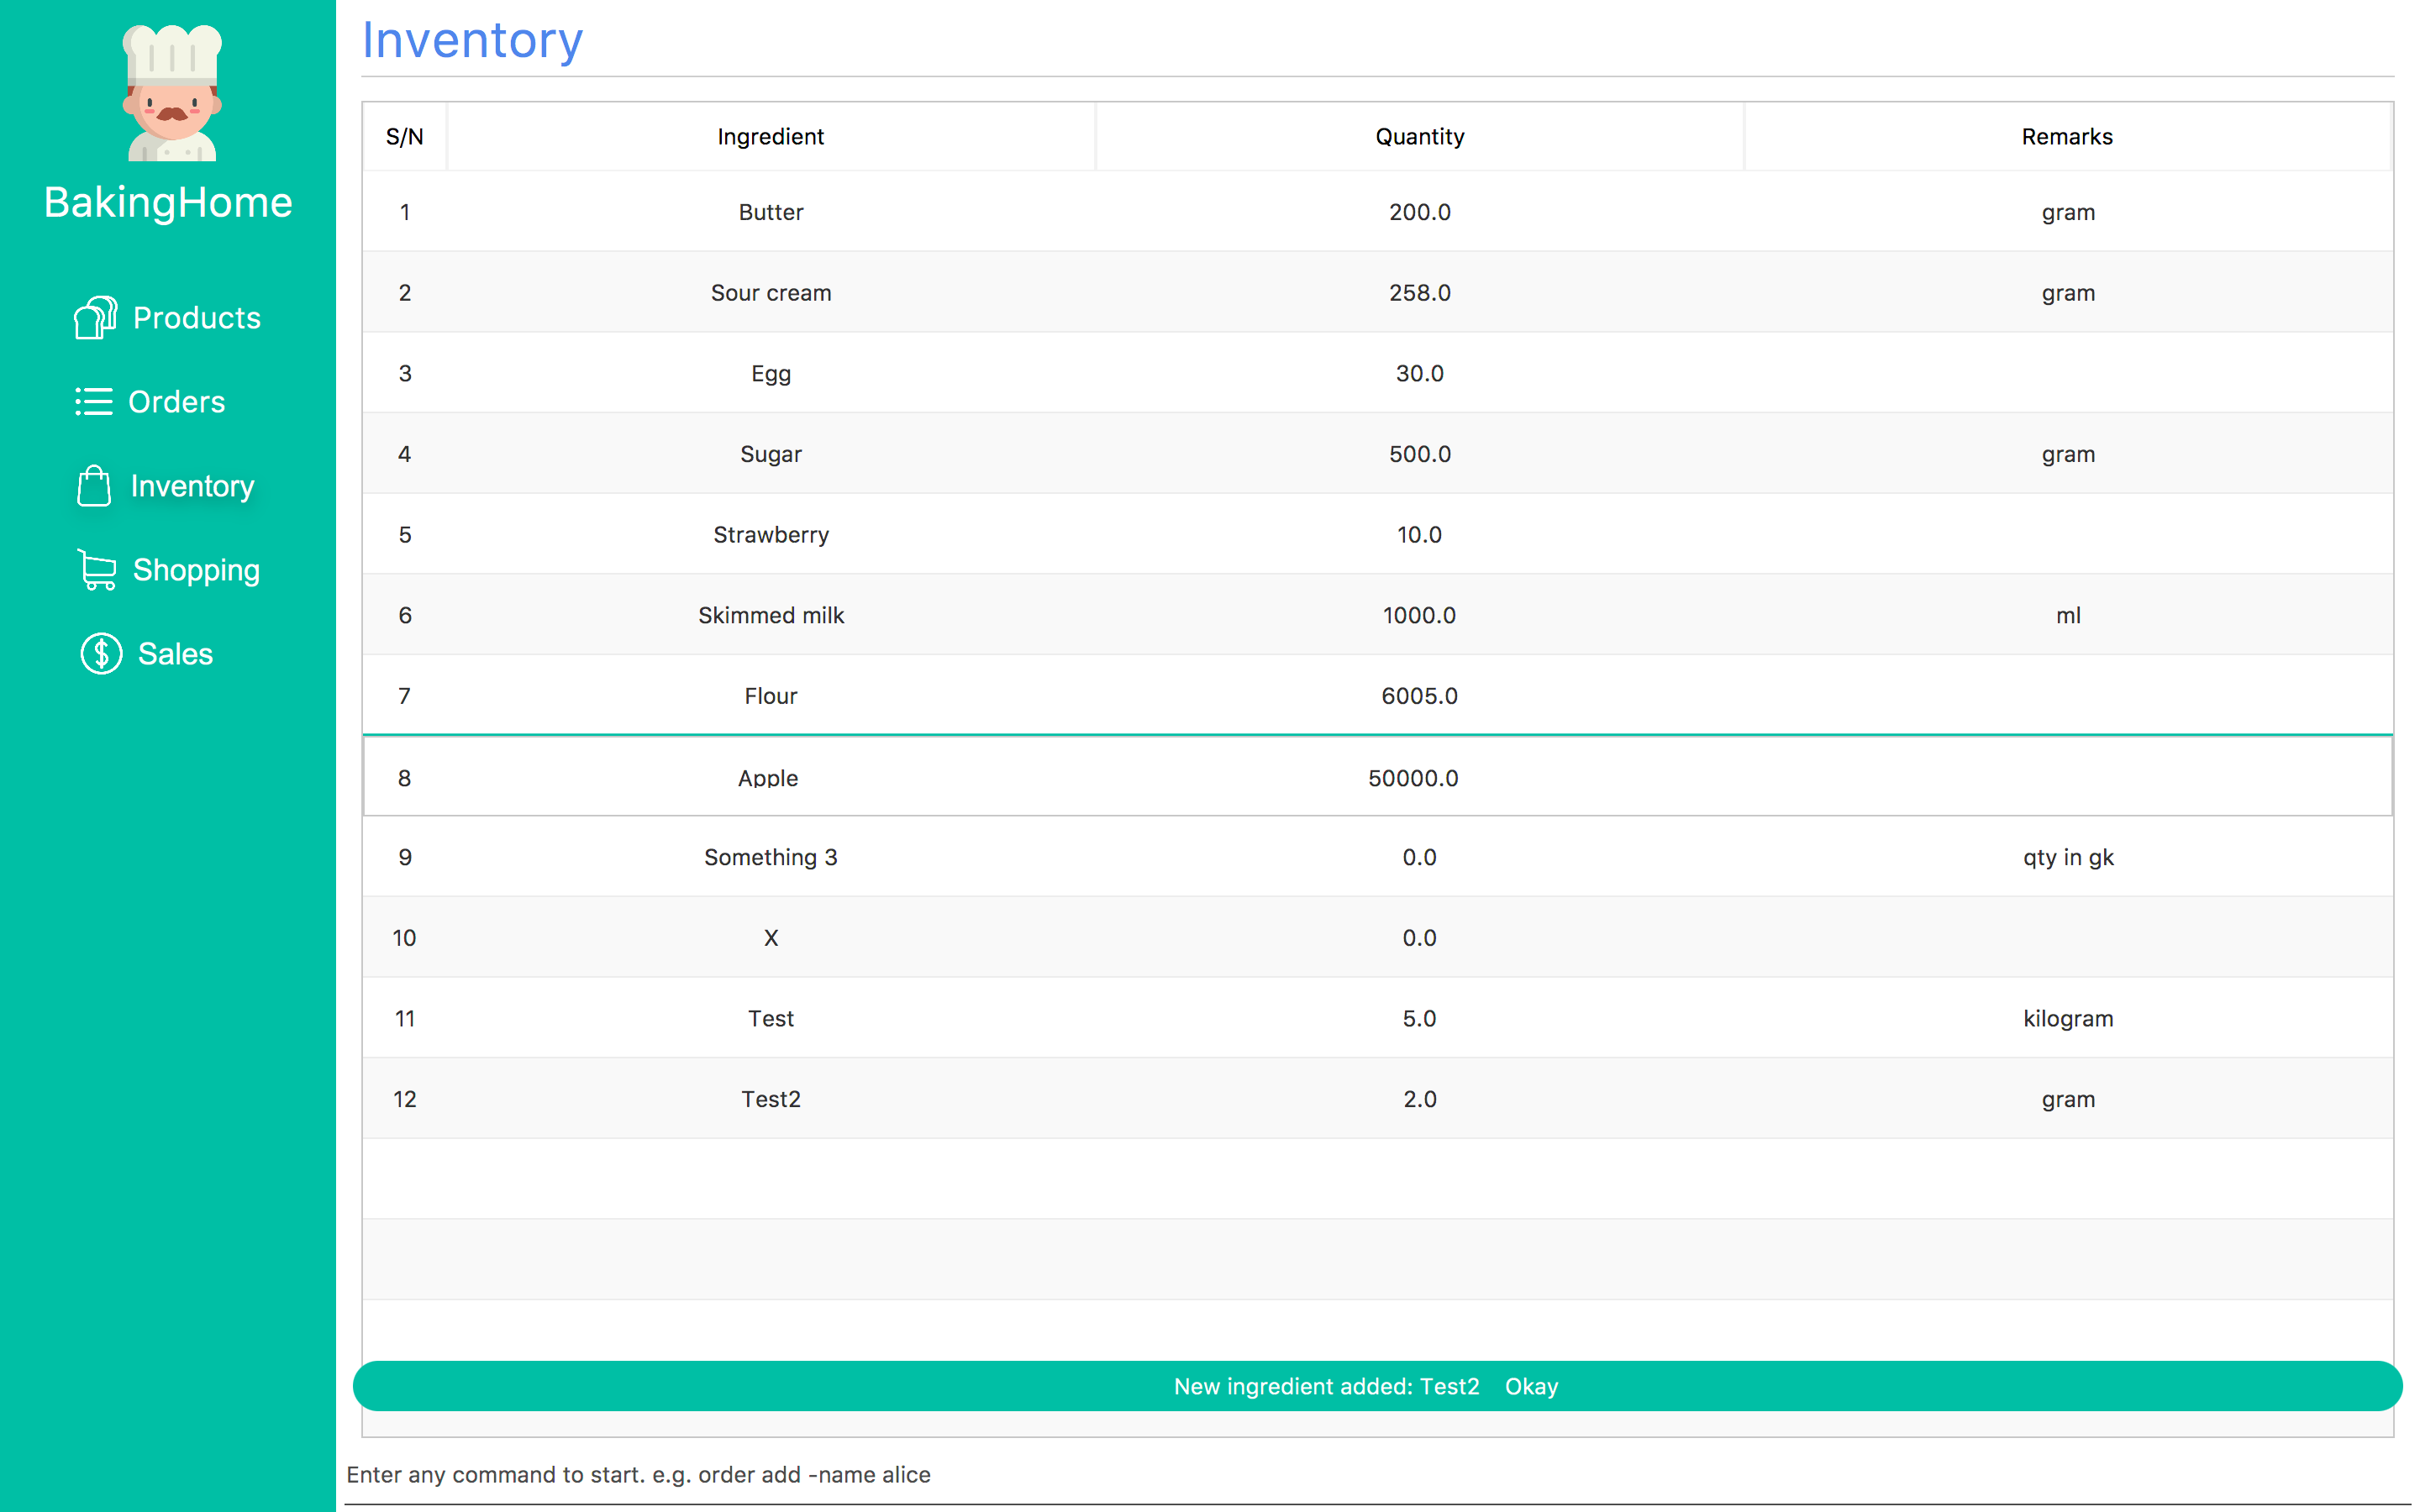 BakingHome
Products
Orders
Inventory
Shopping
Sales
Inventory
S/N Ingredient Quantity Remarks
1 Butter 200.0 gram
2 Sour cream 258.0 gram
3 Egg 30.0
4 Sugar 500.0 gram
5 Strawberry 10.0
6 Skimmed milk 1000.0 ml
7 Flour 6005.0
8 Apple 50000.0
9 Something 3 0.0 qty in gk
10 X 0.0
11 Test 5.0 kilogram
12 Test2 2.0 gram
New ingredient added: Test2 Okay
Enter any command to start. e.g. order add -name alice